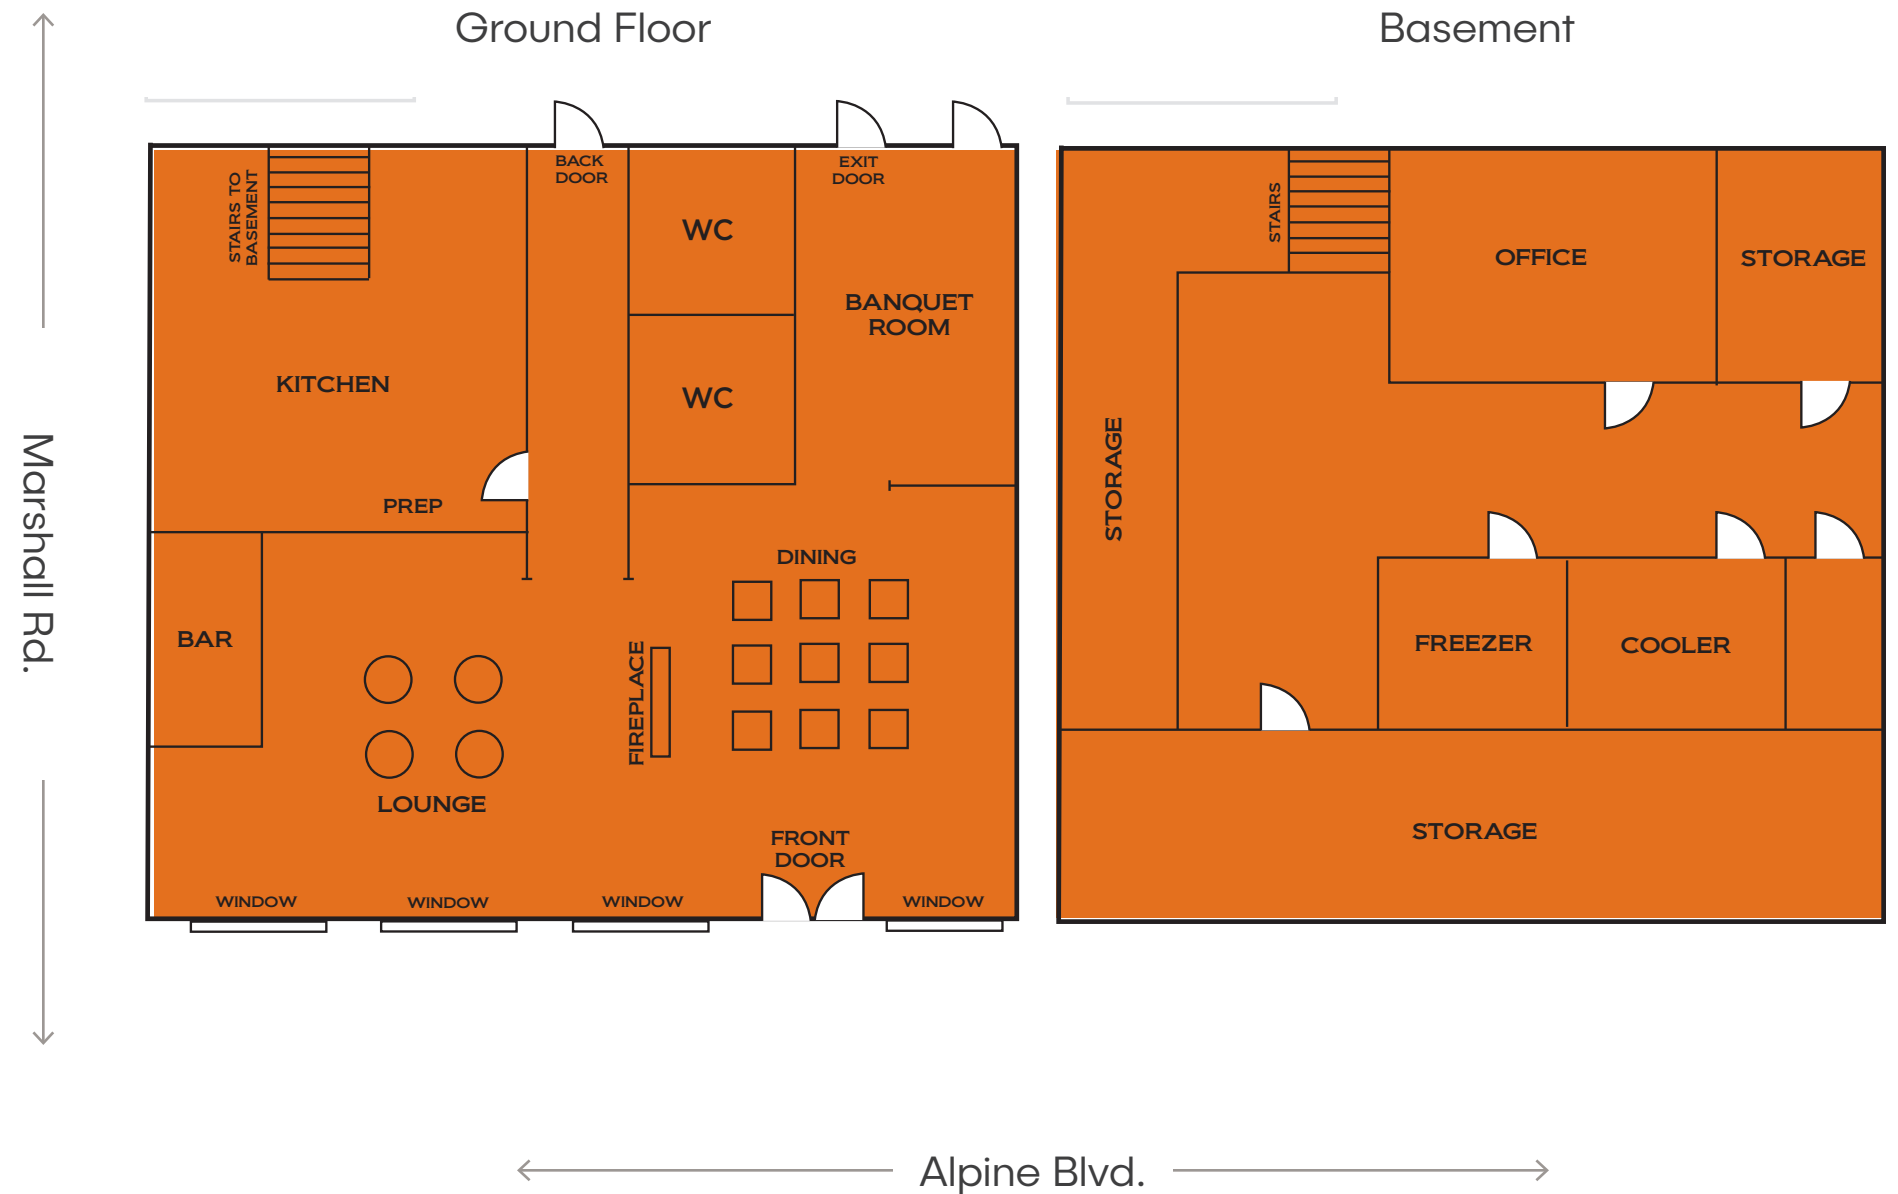 Ground Floor
Basement
Marshall Rd.
STAIRS TO
BASEMENT
BACK
DOOR
WC
EXIT
DOOR
BANQUET
ROOM
KITCHEN
WC
PREP
BAR
DINING
FIREPLACE
LOUNGE
FRONT
DOOR
WINDOW
WINDOW
WINDOW
WINDOW
STAIRS
OFFICE
STORAGE
STORAGE
FREEZER
COOLER
STORAGE
Alpine Blvd.